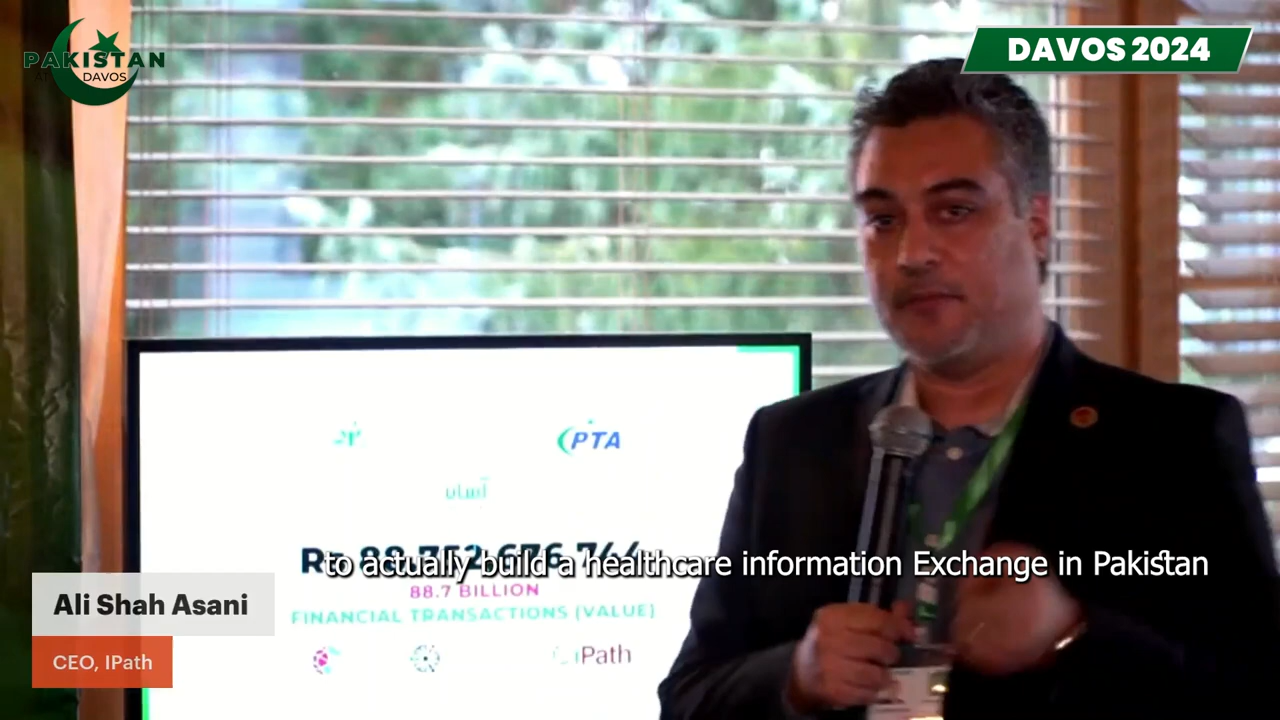 PAKISTAN
DAVOS
DAVOS 2024
PTA
آسان
to actually build a healthcare information Exchange in Pakistan
88.7 BILLION
FINANCIAL TRANSACTIONS (VALUE)
iPath
Ali Shah Asani
CEO, IPath